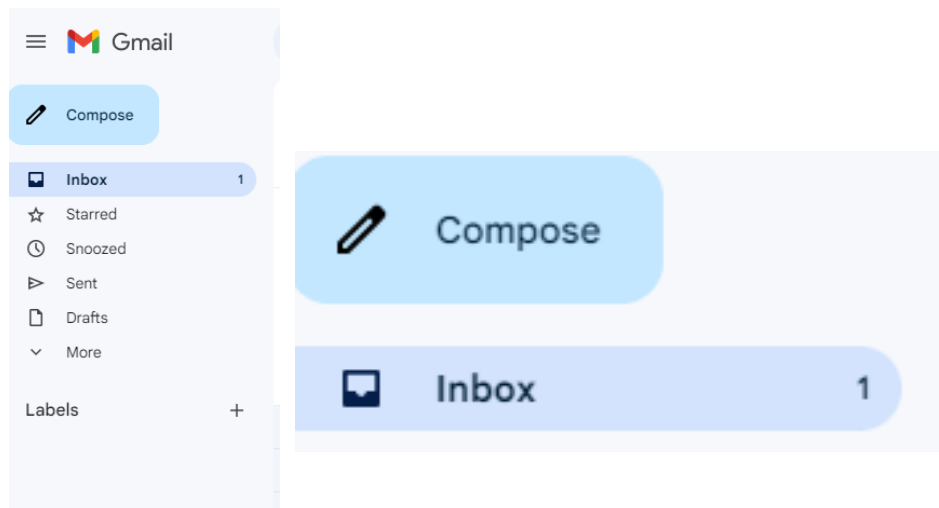 Gmail
Compose
Inbox 1
Starred
Snoozed
Sent
Drafts
More
Labels
Compose
Inbox 1